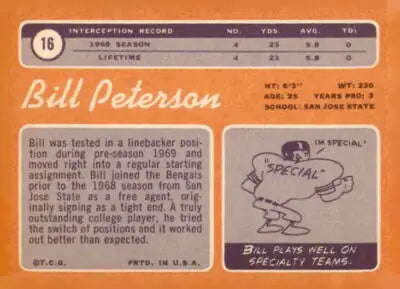 16
INTERCEPTION RECORD NO. YDS. AVG. TD'S
1968 SEASON 4 23 5.8 0
LIFETIME 4 23 5.8 0
Bill Peterson
HT: 6'3" WT: 230
AGE: 25 YEARS PRO: 3
SCHOOL: SAN JOSE STATE
Bill was tested in a linebacker posi-
tion during pre-season 1969 and
moved right into a regular starting
assignment. Bill joined the Bengals
prior to the 1968 season from San
Jose State as a free agent, orig-
inally signing as a tight end. A truly
outstanding college player, he tried
the switch of positions and it worked
out better than expected.
©T.C.G. PRTD. IN U.S.A.
I'M SPECIAL'
"SPECIAL"
BILL PLAYS WELL ON
SPECIALTY TEAMS.